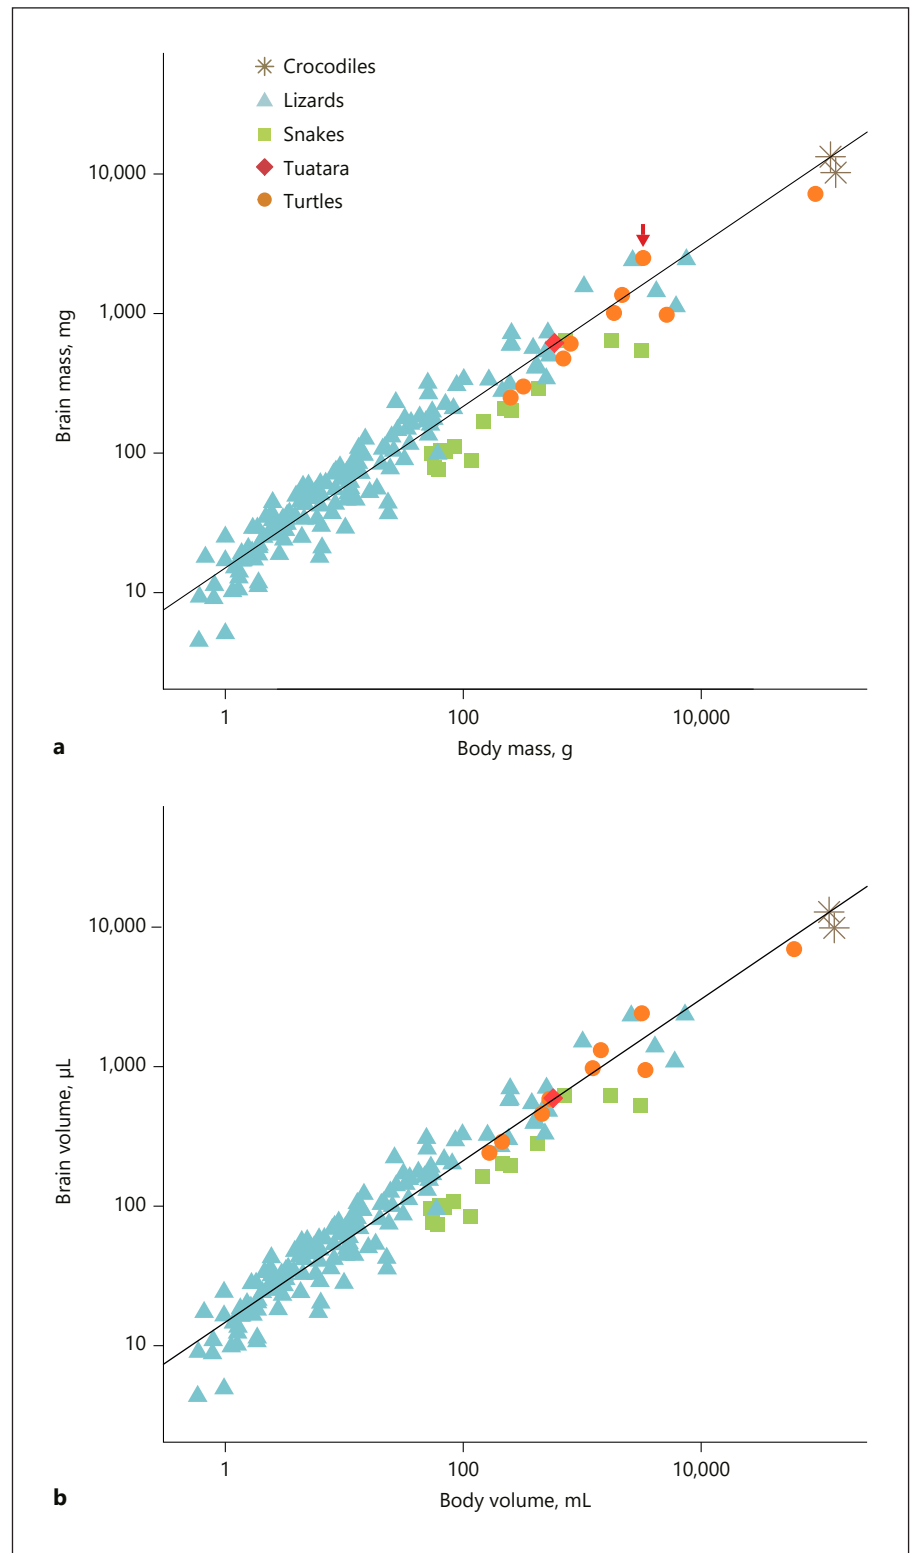 Crocodiles
Lizards
Snakes
Tuatara
Turtles
10,000
1,000
100
10
Brain mass, mg
1
100
10,000
Body mass, g
a
10,000
1,000
100
10
Brain volume, µL
1
100
10,000
Body volume, mL
b